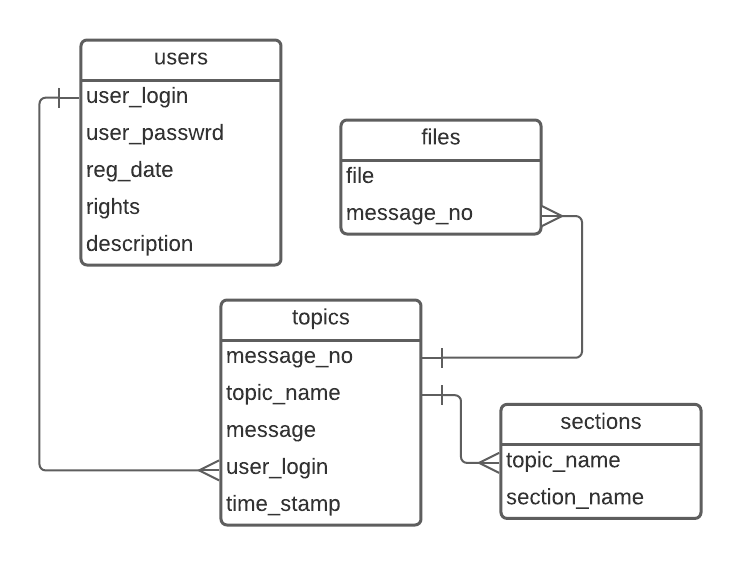 users
user_login
user_passwrd
reg_date
rights
description
files
file
message_no
topics
message_no
topic_name
message
user_login
time_stamp
sections
topic_name
section_name